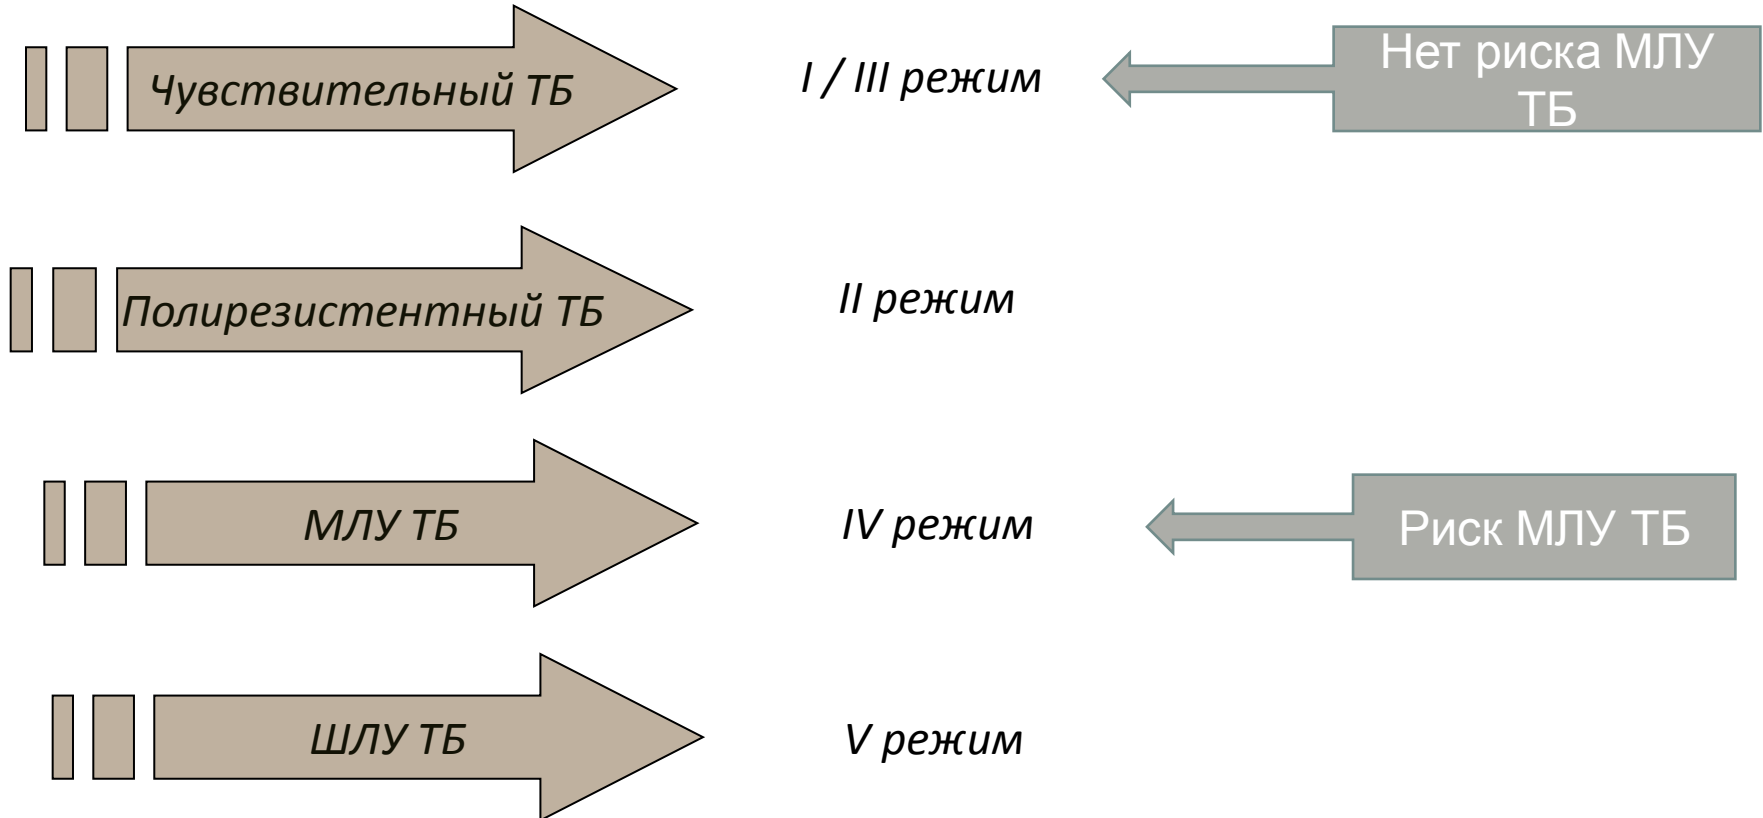 Чувствительный ТБ
I / III режим
Нет риска МЛУ
ТБ
Полирезистентный ТБ
II режим
МЛУ ТБ
IV режим
Риск МЛУ ТБ
ШЛУ ТБ
V режим